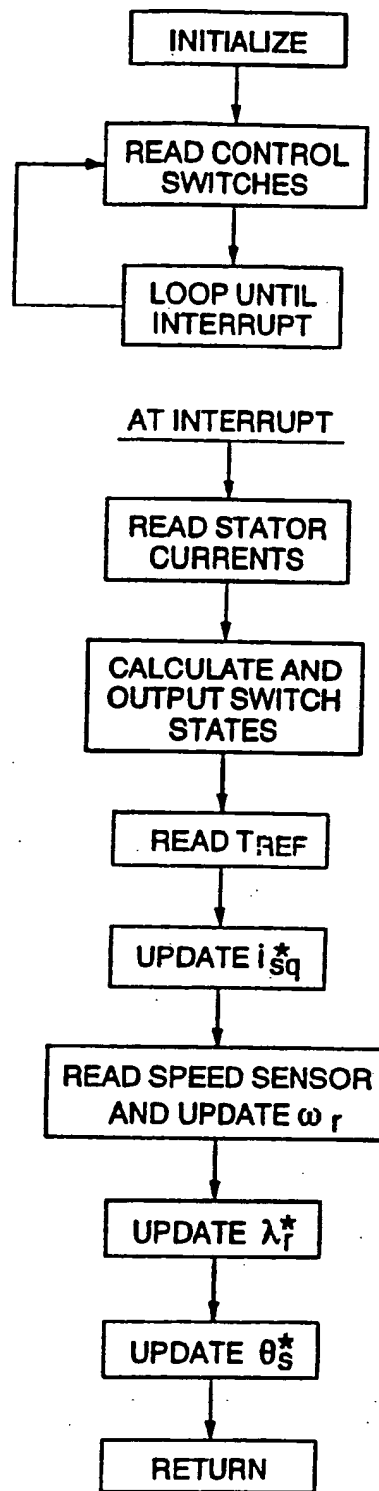 INITIALIZE
READ CONTROL
SWITCHES
LOOP UNTIL
INTERRUPT
AT INTERRUPT
READ STATOR
CURRENTS
CALCULATE AND
OUTPUT SWITCH
STATES
READ TREF
UPDATE i*sq
READ SPEED SENSOR
AND UPDATE ωr
UPDATE λ*r
UPDATE θ*s
RETURN